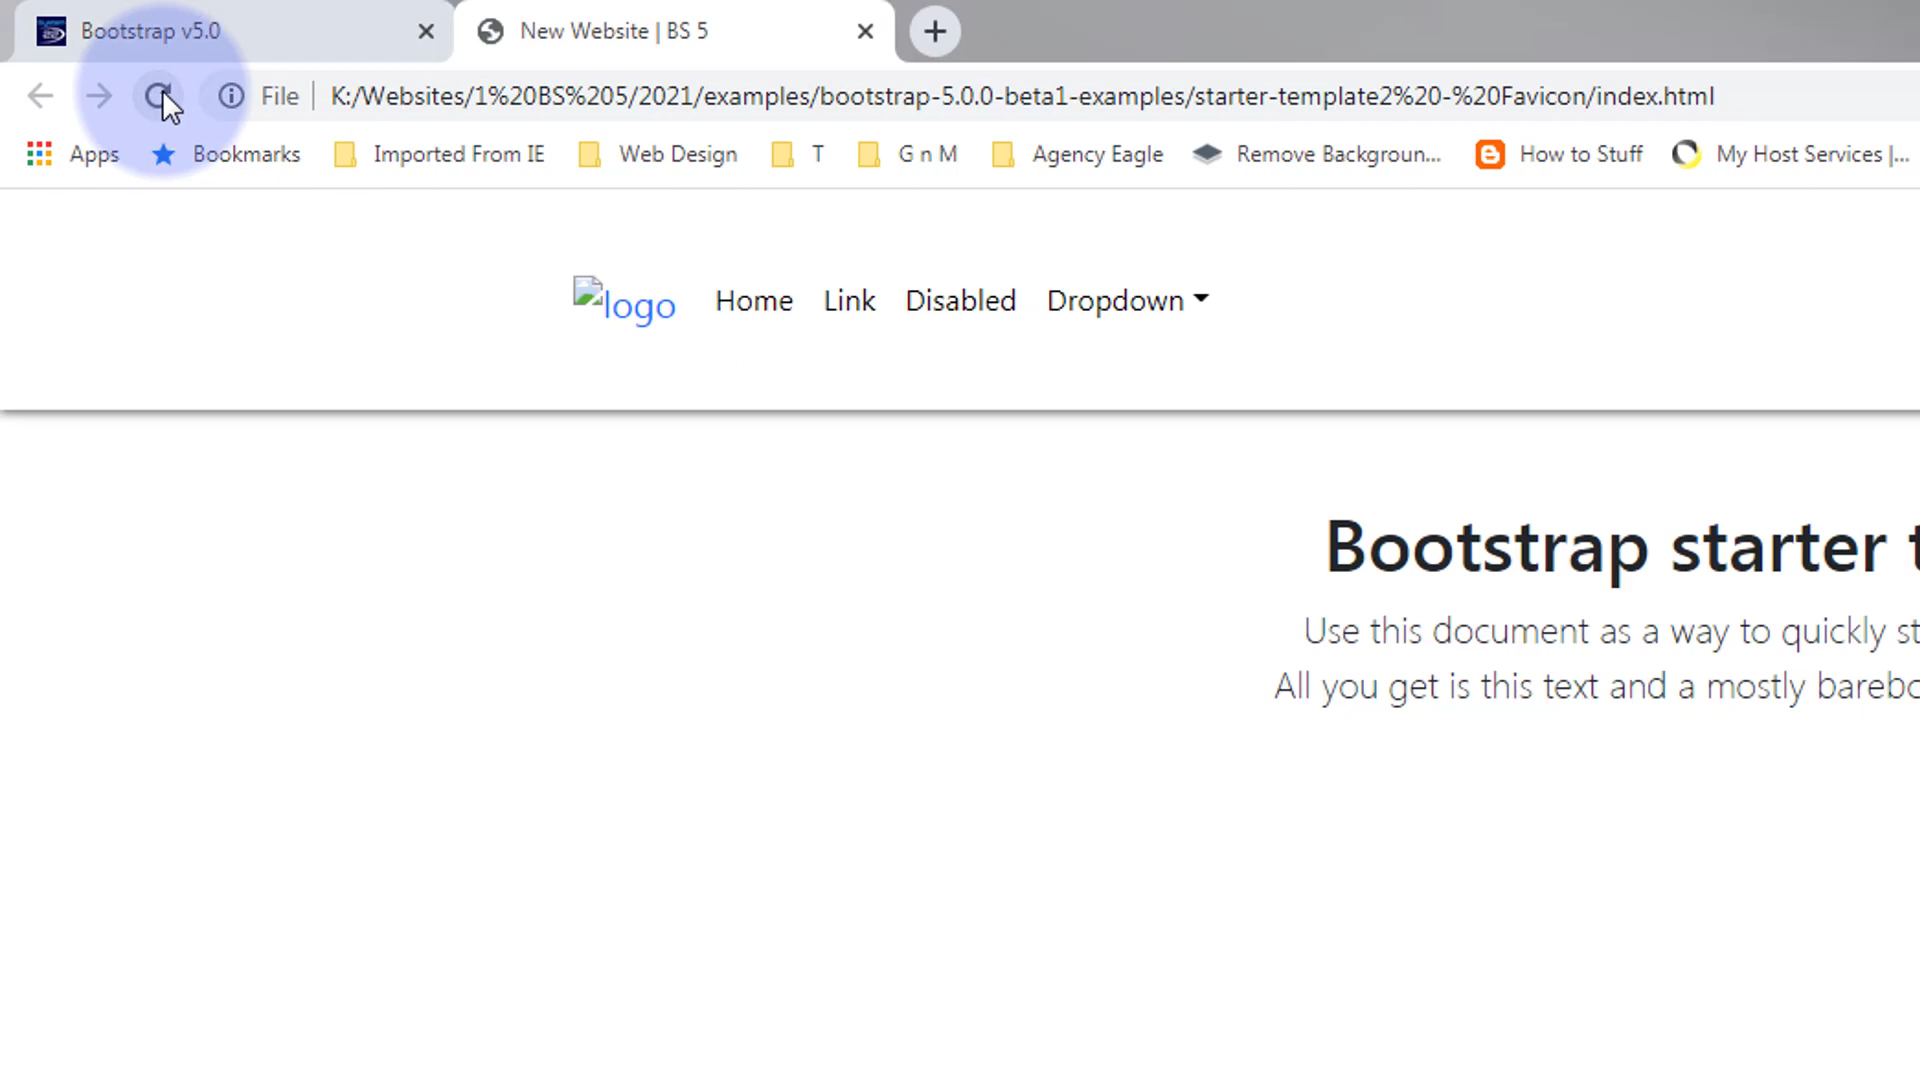 Bootstrap v5.0
New Website | BS 5
File
K:/Websites/1%20BS%205/2021/examples/bootstrap-5.0.0-beta1-examples/starter-template2%20-%20Favicon/index.html
Apps Bookmarks Imported From IE Web Design T G n M Agency Eagle Remove Backgroun... How to Stuff My Host Services |...
logo Home Link Disabled Dropdown
Bootstrap starter
Use this document as a way to quickly st
All you get is this text and a mostly barebo